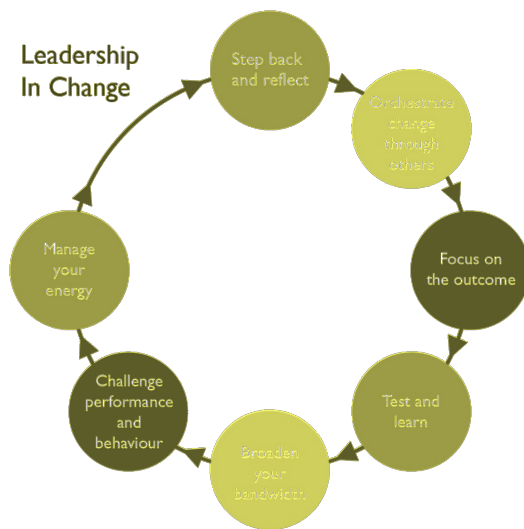 Leadership
In Change
Step back
and reflect
Orchestrate
change
through
others
Focus on
the outcome
Test and
learn
Broaden
your
bandwidth
Challenge
performance
and
behaviour
Manage
your
energy